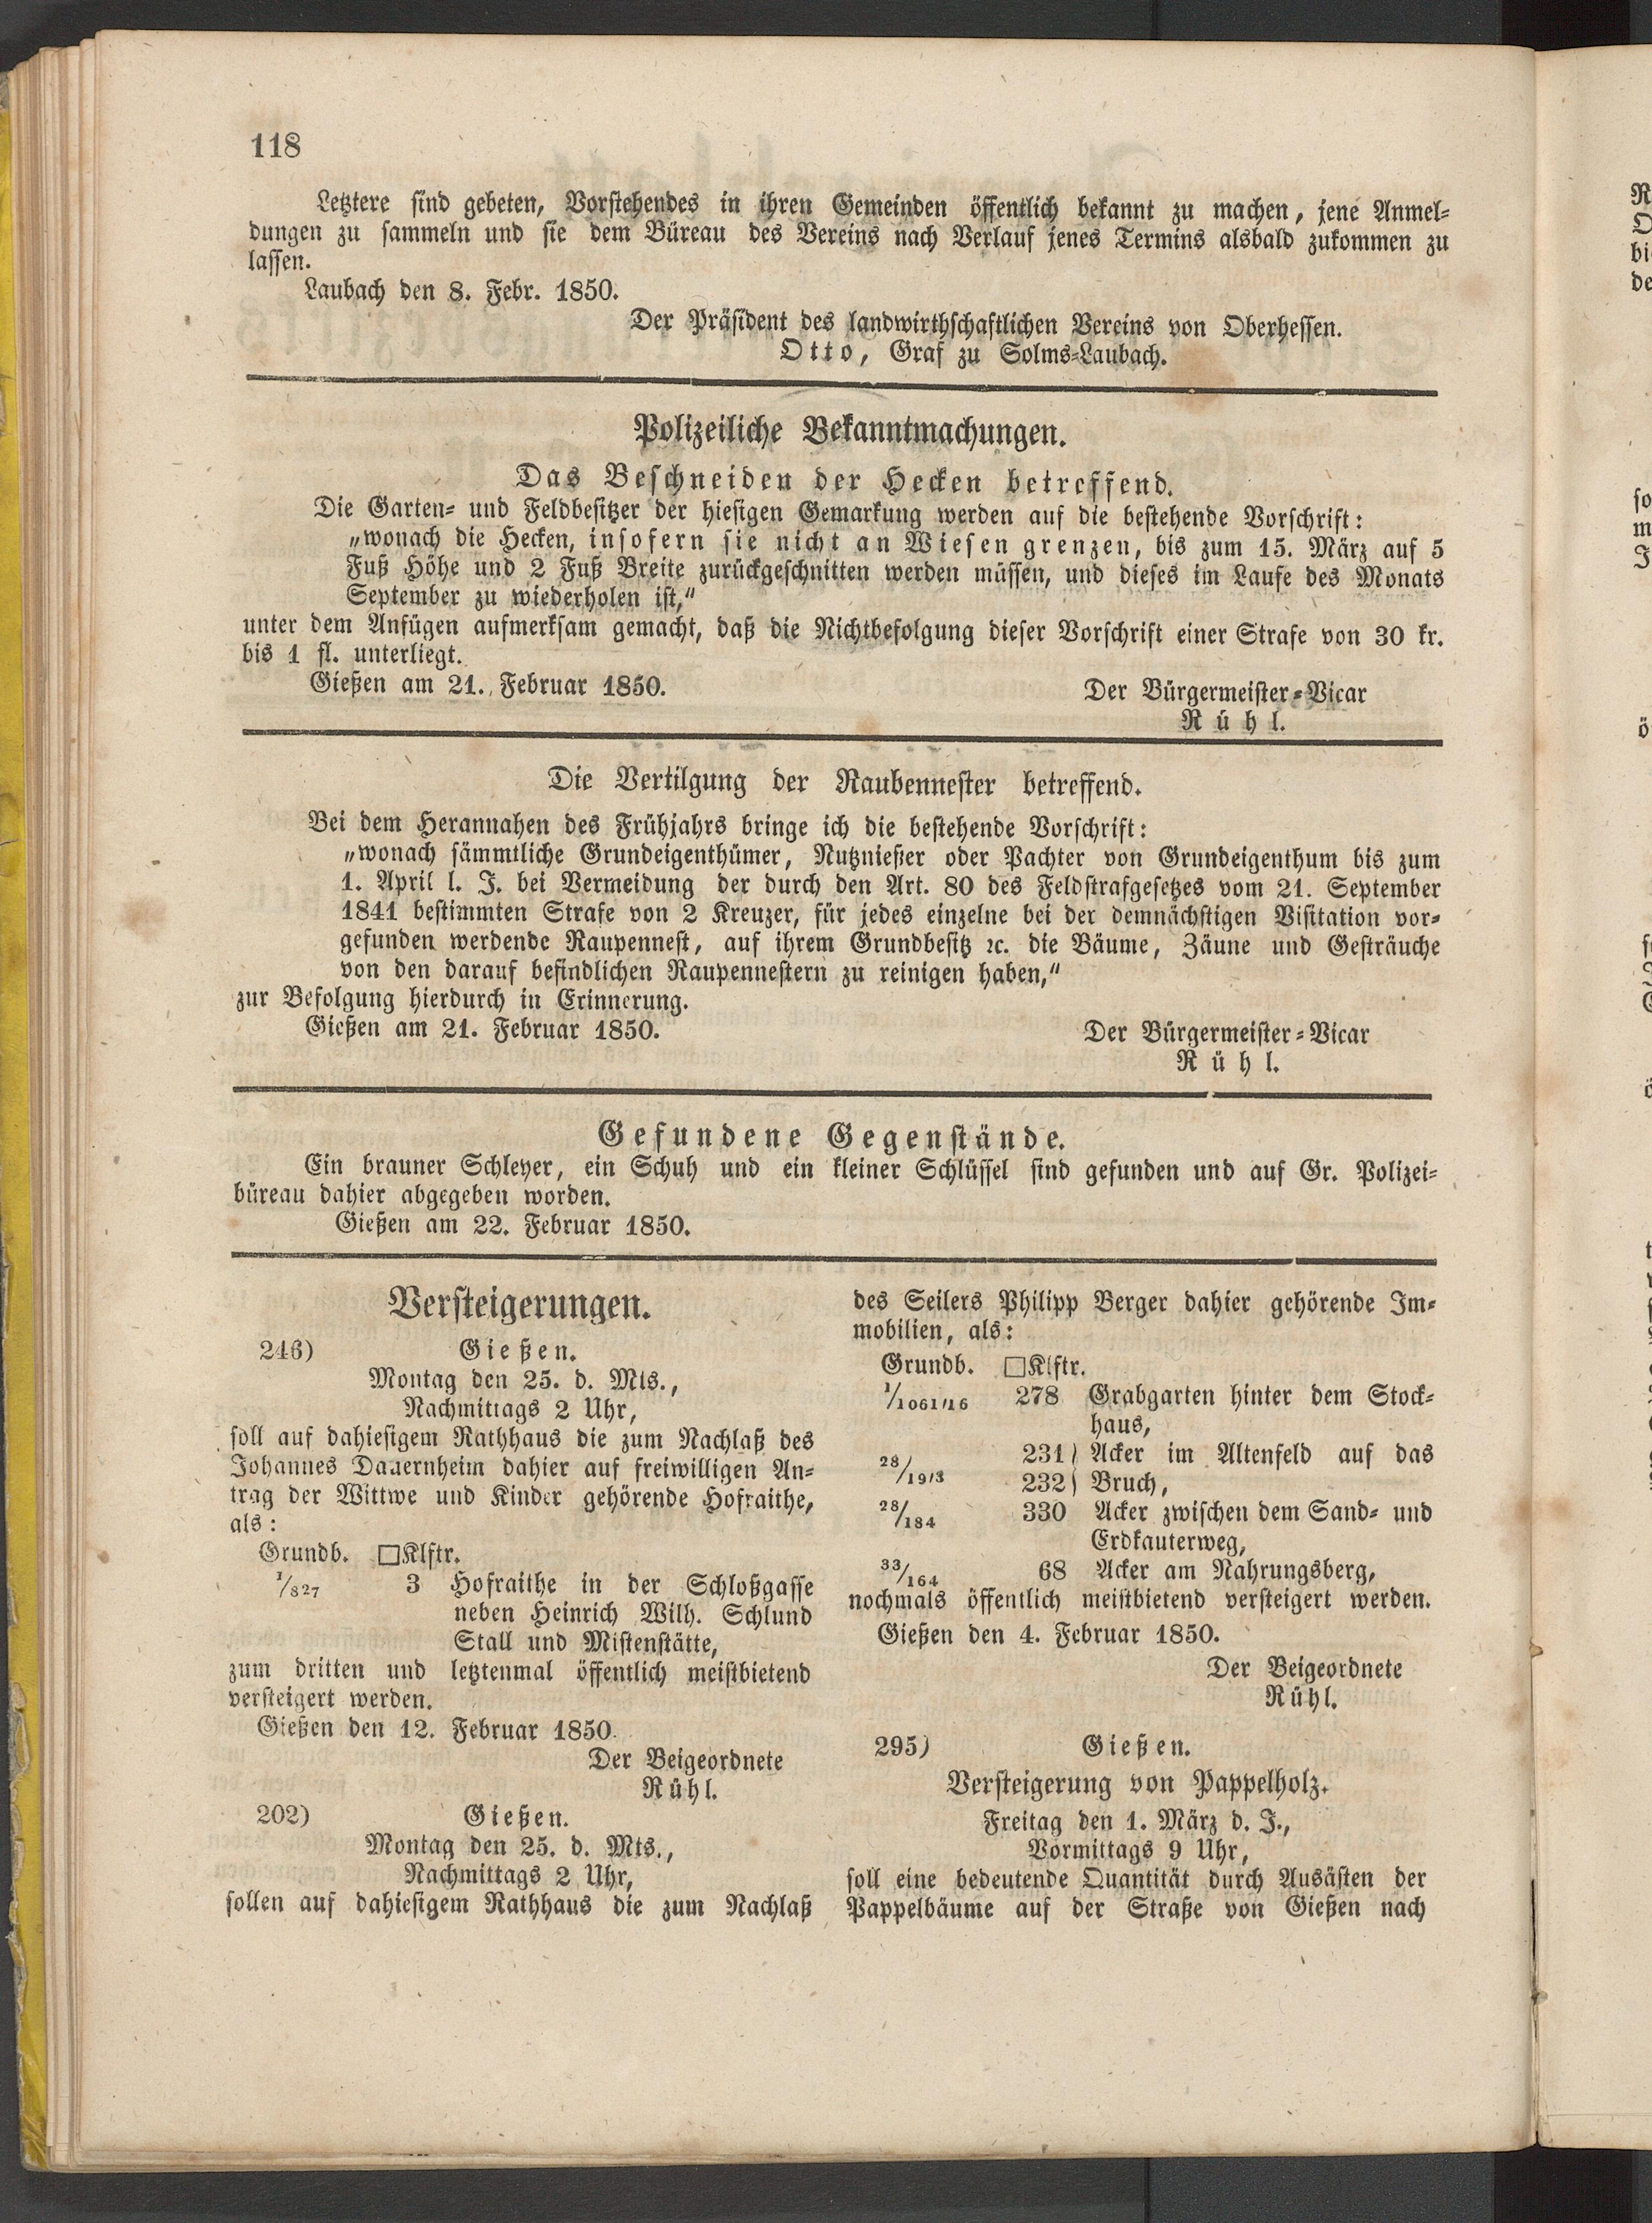 118
Letztere sind gebeten, Vorstehendes in ihren Gemeinden öffentlich bekannt zu machen, jene Anmel-
dungen zu sammeln und sie dem Büreau des Vereins nach Verlauf jenes Termins alsbald zukommen zu
lassen.
Laubach den 8. Febr. 1850.
Der Präsident des landwirthschaftlichen Vereins von Oberhessen.
Otto, Graf zu Solms-Laubach.
Polizeiliche Bekanntmachungen.
Das Beschneiden der Hecken betreffend.
Die Garten- und Feldbesitzer der hiesigen Gemarkung werden auf die bestehende Vorschrift:
„wonach die Hecken, insofern sie nicht an Wiesen grenzen, bis zum 15. März auf 5
Fuß Höhe und 2 Fuß Breite zurückgeschnitten werden müssen, und dieses im Laufe des Monats
September zu wiederholen ist,“
unter dem Anfügen aufmerksam gemacht, daß die Nichtbefolgung dieser Vorschrift einer Strafe von 30 kr.
bis 1 fl. unterliegt.
Gießen am 21. Februar 1850.
Der Bürgermeister-Vicar
Rühl.
Die Vertilgung der Raubennester betreffend.
Bei dem Herannahen des Frühjahrs bringe ich die bestehende Vorschrift:
„wonach sämmtliche Grundeigenthümer, Nutznießer oder Pachter von Grundeigenthum bis zum
1. April l. J. bei Vermeidung der durch den Art. 80 des Feldstrafgesetzes vom 21. September
1841 bestimmten Strafe von 2 Kreuzer, für jedes einzelne bei der demnächstigen Visitation vor-
gefunden werdende Raupennest, auf ihrem Grundbesitz ꝛc. die Bäume, Zäune und Gesträuche
von den darauf befindlichen Raupennestern zu reinigen haben,“
zur Befolgung hierdurch in Erinnerung.
Gießen am 21. Februar 1850.
Der Bürgermeister-Vicar
Rühl.
Gefundene Gegenstände.
Ein brauner Schleyer, ein Schuh und ein kleiner Schlüssel sind gefunden und auf Gr. Polizei-
büreau dahier abgegeben worden.
Gießen am 22. Februar 1850.
Versteigerungen.
246) Gießen.
Montag den 25. d. Mts.,
Nachmittags 2 Uhr,
soll auf dahiesigem Rathhaus die zum Nachlaß des
Johannes Dauernheim dahier auf freiwilligen An-
trag der Wittwe und Kinder gehörende Hofraithe,
als:
Grundb. □Klftr.
1/827 3 Hofraithe in der Schloßgasse
neben Heinrich Wilh. Schlund
Stall und Mistenstätte,
zum dritten und letztenmal öffentlich meistbietend
versteigert werden.
Gießen den 12. Februar 1850.
Der Beigeordnete
Rühl.
202) Gießen.
Montag den 25. d. Mts.,
Nachmittags 2 Uhr,
sollen auf dahiesigem Rathhaus die zum Nachlaß
des Seilers Philipp Berger dahier gehörende Im-
mobilien, als:
Grundb. □Klftr.
1/1061/16 278 Grabgarten hinter dem Stock-
haus,
28/19/3 231) Acker im Altenfeld auf das
232) Bruch,
28/184 330 Acker zwischen dem Sand- und
Erdkauterweg,
33/164 68 Acker am Nahrungsberg,
nochmals öffentlich meistbietend versteigert werden.
Gießen den 4. Februar 1850.
Der Beigeordnete
Rühl.
295) Gießen.
Versteigerung von Pappelholz.
Freitag den 1. März d. J.,
Vormittags 9 Uhr,
soll eine bedeutende Quantität durch Ausästen der
Pappelbäume auf der Straße von Gießen nach